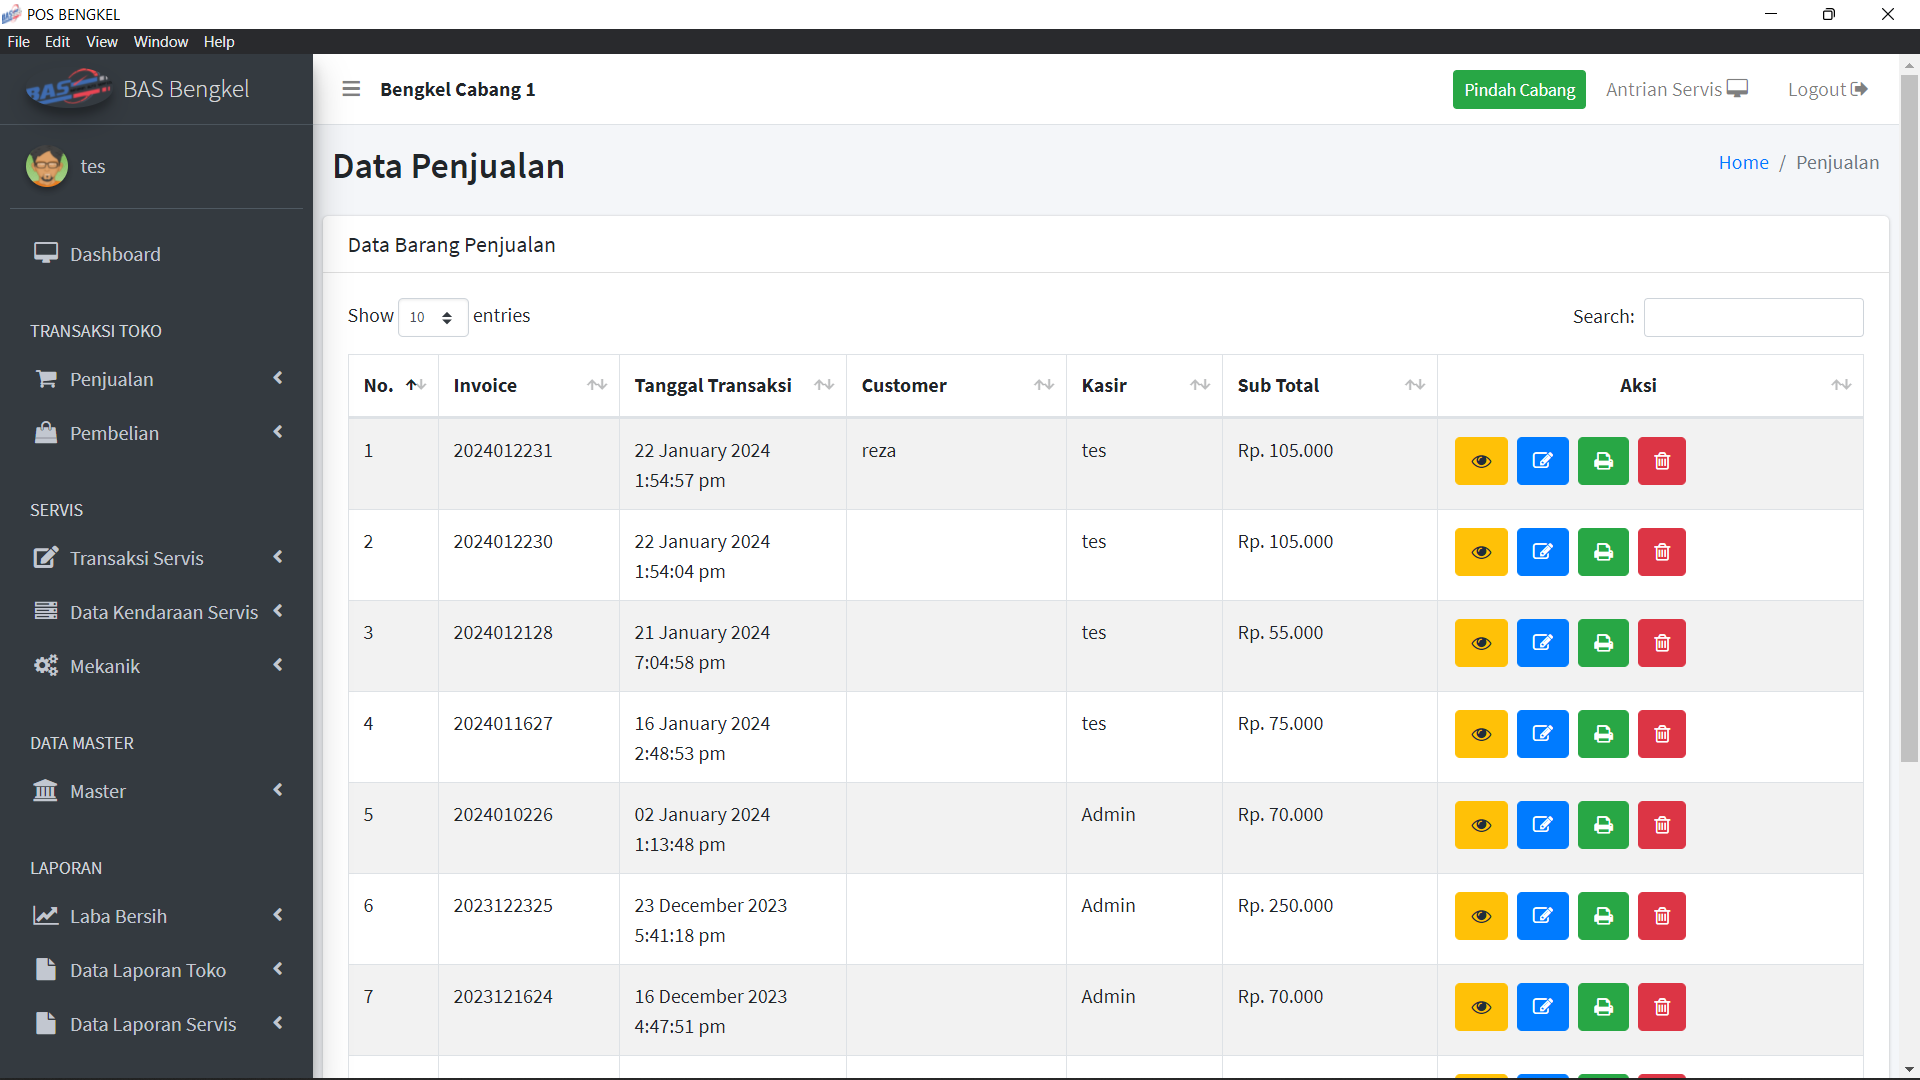 POS BENGKEL
File Edit View Window Help
BAS BAS Bengkel
Bengkel Cabang 1
Pindah Cabang
Antrian Servis
Logout
tes
Data Penjualan
Home / Penjualan
Dashboard
TRANSAKSI TOKO
Penjualan
Pembelian
SERVIS
Transaksi Servis
Data Kendaraan Servis
Mekanik
DATA MASTER
Master
LAPORAN
Laba Bersih
Data Laporan Toko
Data Laporan Servis
Data Barang Penjualan
Show 10 entries
Search:
No. Invoice Tanggal Transaksi Customer Kasir Sub Total Aksi
1 2024012231 22 January 2024 reza tes Rp. 105.000
1:54:57 pm
2 2024012230 22 January 2024 tes Rp. 105.000
1:54:04 pm
3 2024012128 21 January 2024 tes Rp. 55.000
7:04:58 pm
4 2024011627 16 January 2024 tes Rp. 75.000
2:48:53 pm
5 2024010226 02 January 2024 Admin Rp. 70.000
1:13:48 pm
6 2023122325 23 December 2023 Admin Rp. 250.000
5:41:18 pm
7 2023121624 16 December 2023 Admin Rp. 70.000
4:47:51 pm